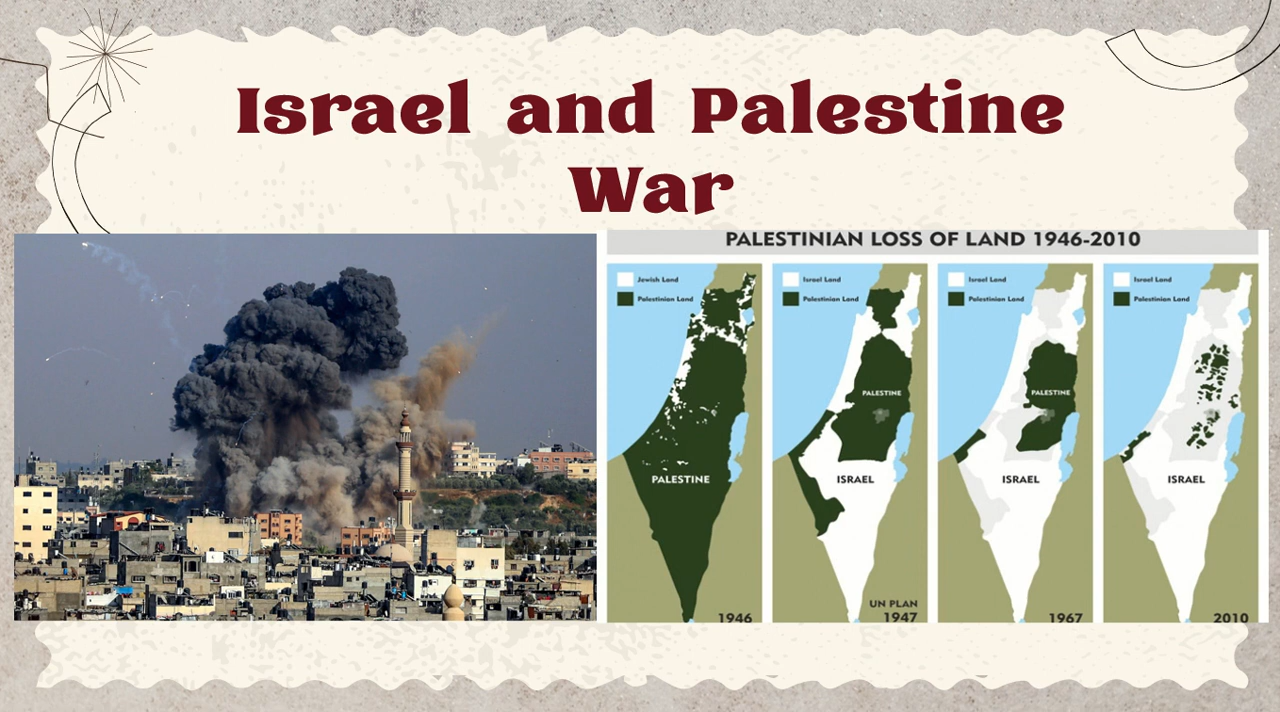 Israel and Palestine
War
PALESTINIAN LOSS OF LAND 1946-2010
Jewish Land
Palestinian Land
PALESTINE
1946
Israel Land
Palestinian Land
PALESTINE
ISRAEL
UN PLAN
1947
Israel Land
Palestinian Land
PALESTINE
ISRAEL
1967
Israel Land
Palestinian Land
ISRAEL
2010